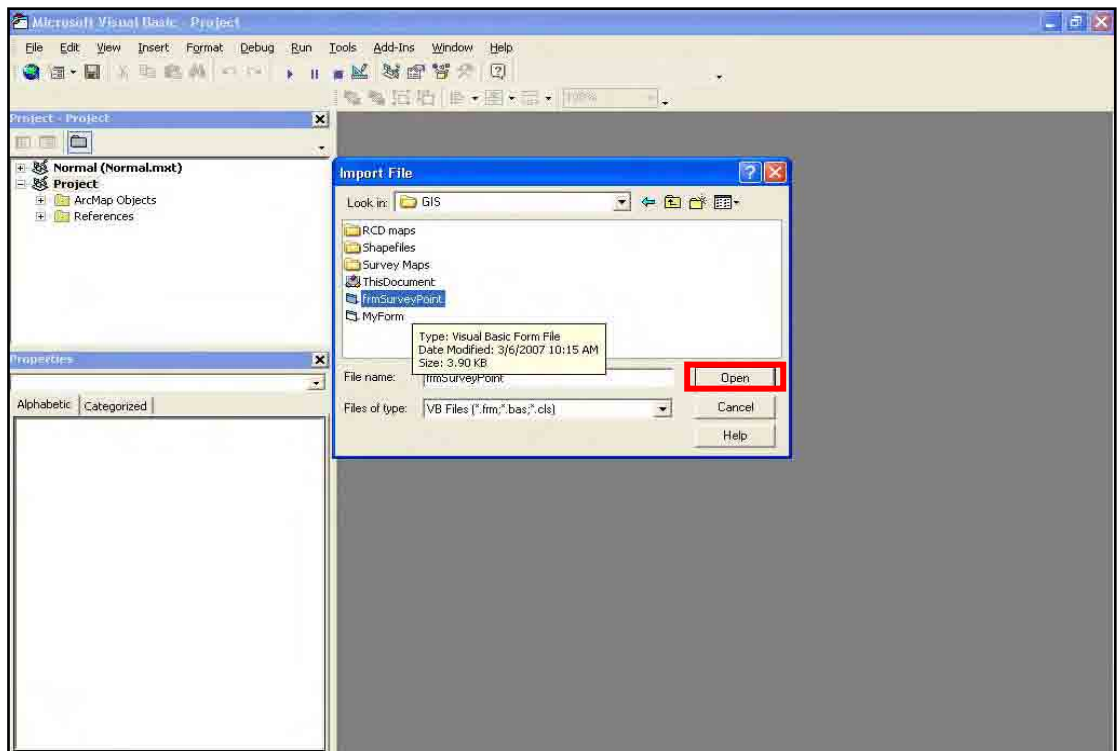 Microsoft Visual Basic - Project
File Edit View Insert Format Debug Run Tools Add-Ins Window Help
100%
Project - Project
Normal (Normal.mxt)
Project
ArcMap Objects
References
Properties
Alphabetic Categorized
Import File
Look in: GIS
RCD maps
Shapefiles
Survey Maps
ThisDocument
frmSurveyPoint
MyForm
Type: Visual Basic Form File
Date Modified: 3/6/2007 10:15 AM
Size: 3.90 KB
File name: frmSurveyPoint Open
Files of type: VB Files (*.frm;*.bas;*.cls) Cancel
Help